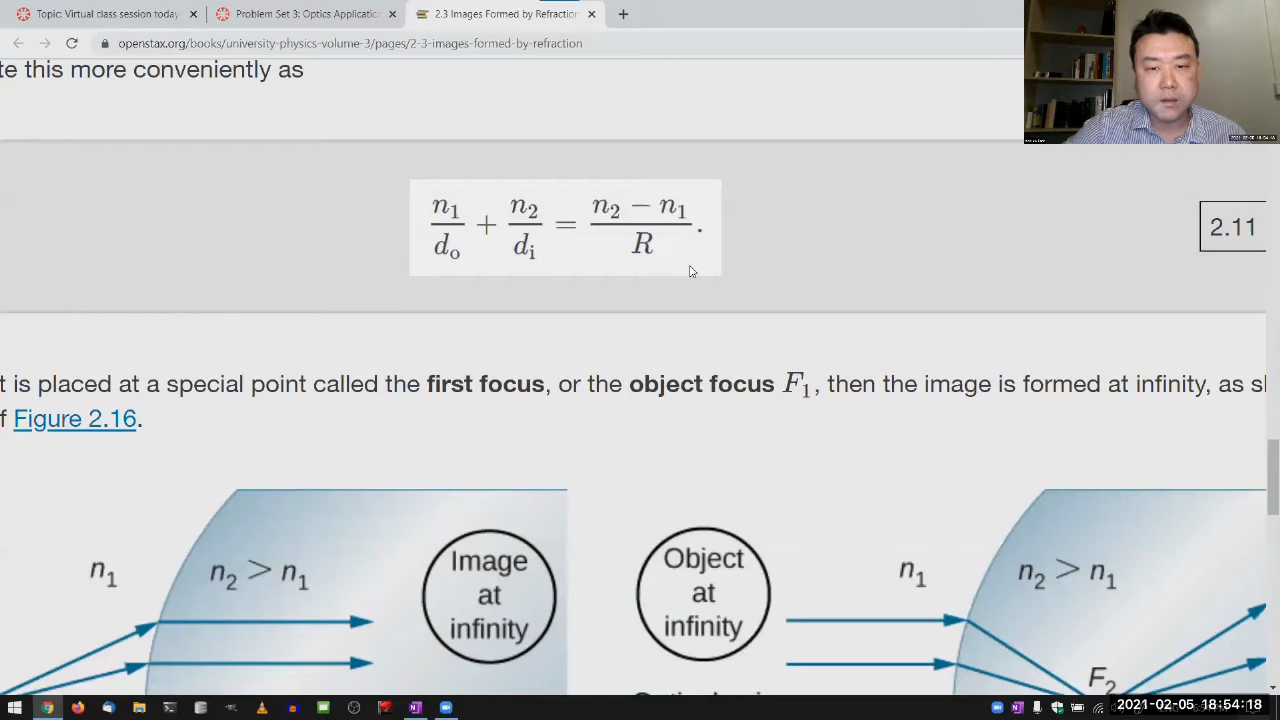 Topic: Virtual class session today
Problem Set 3: Optics Applicatio
2.3 Images Formed by Refraction
openstax.org/books/university-physics-volume-3/pages/2-3-images-formed-by-refraction
te this more conveniently as
n₁/dₒ + n₂/dᵢ = (n₂ − n₁)/R.
2.11
t is placed at a special point called the first focus, or the object focus F₁, then the image is formed at infinity, as s
f Figure 2.16.
n₁
n₂ > n₁
Image
at
infinity
Object
at
infinity
n₁
n₂ > n₁
F₂
2021-02-05 18:54:18